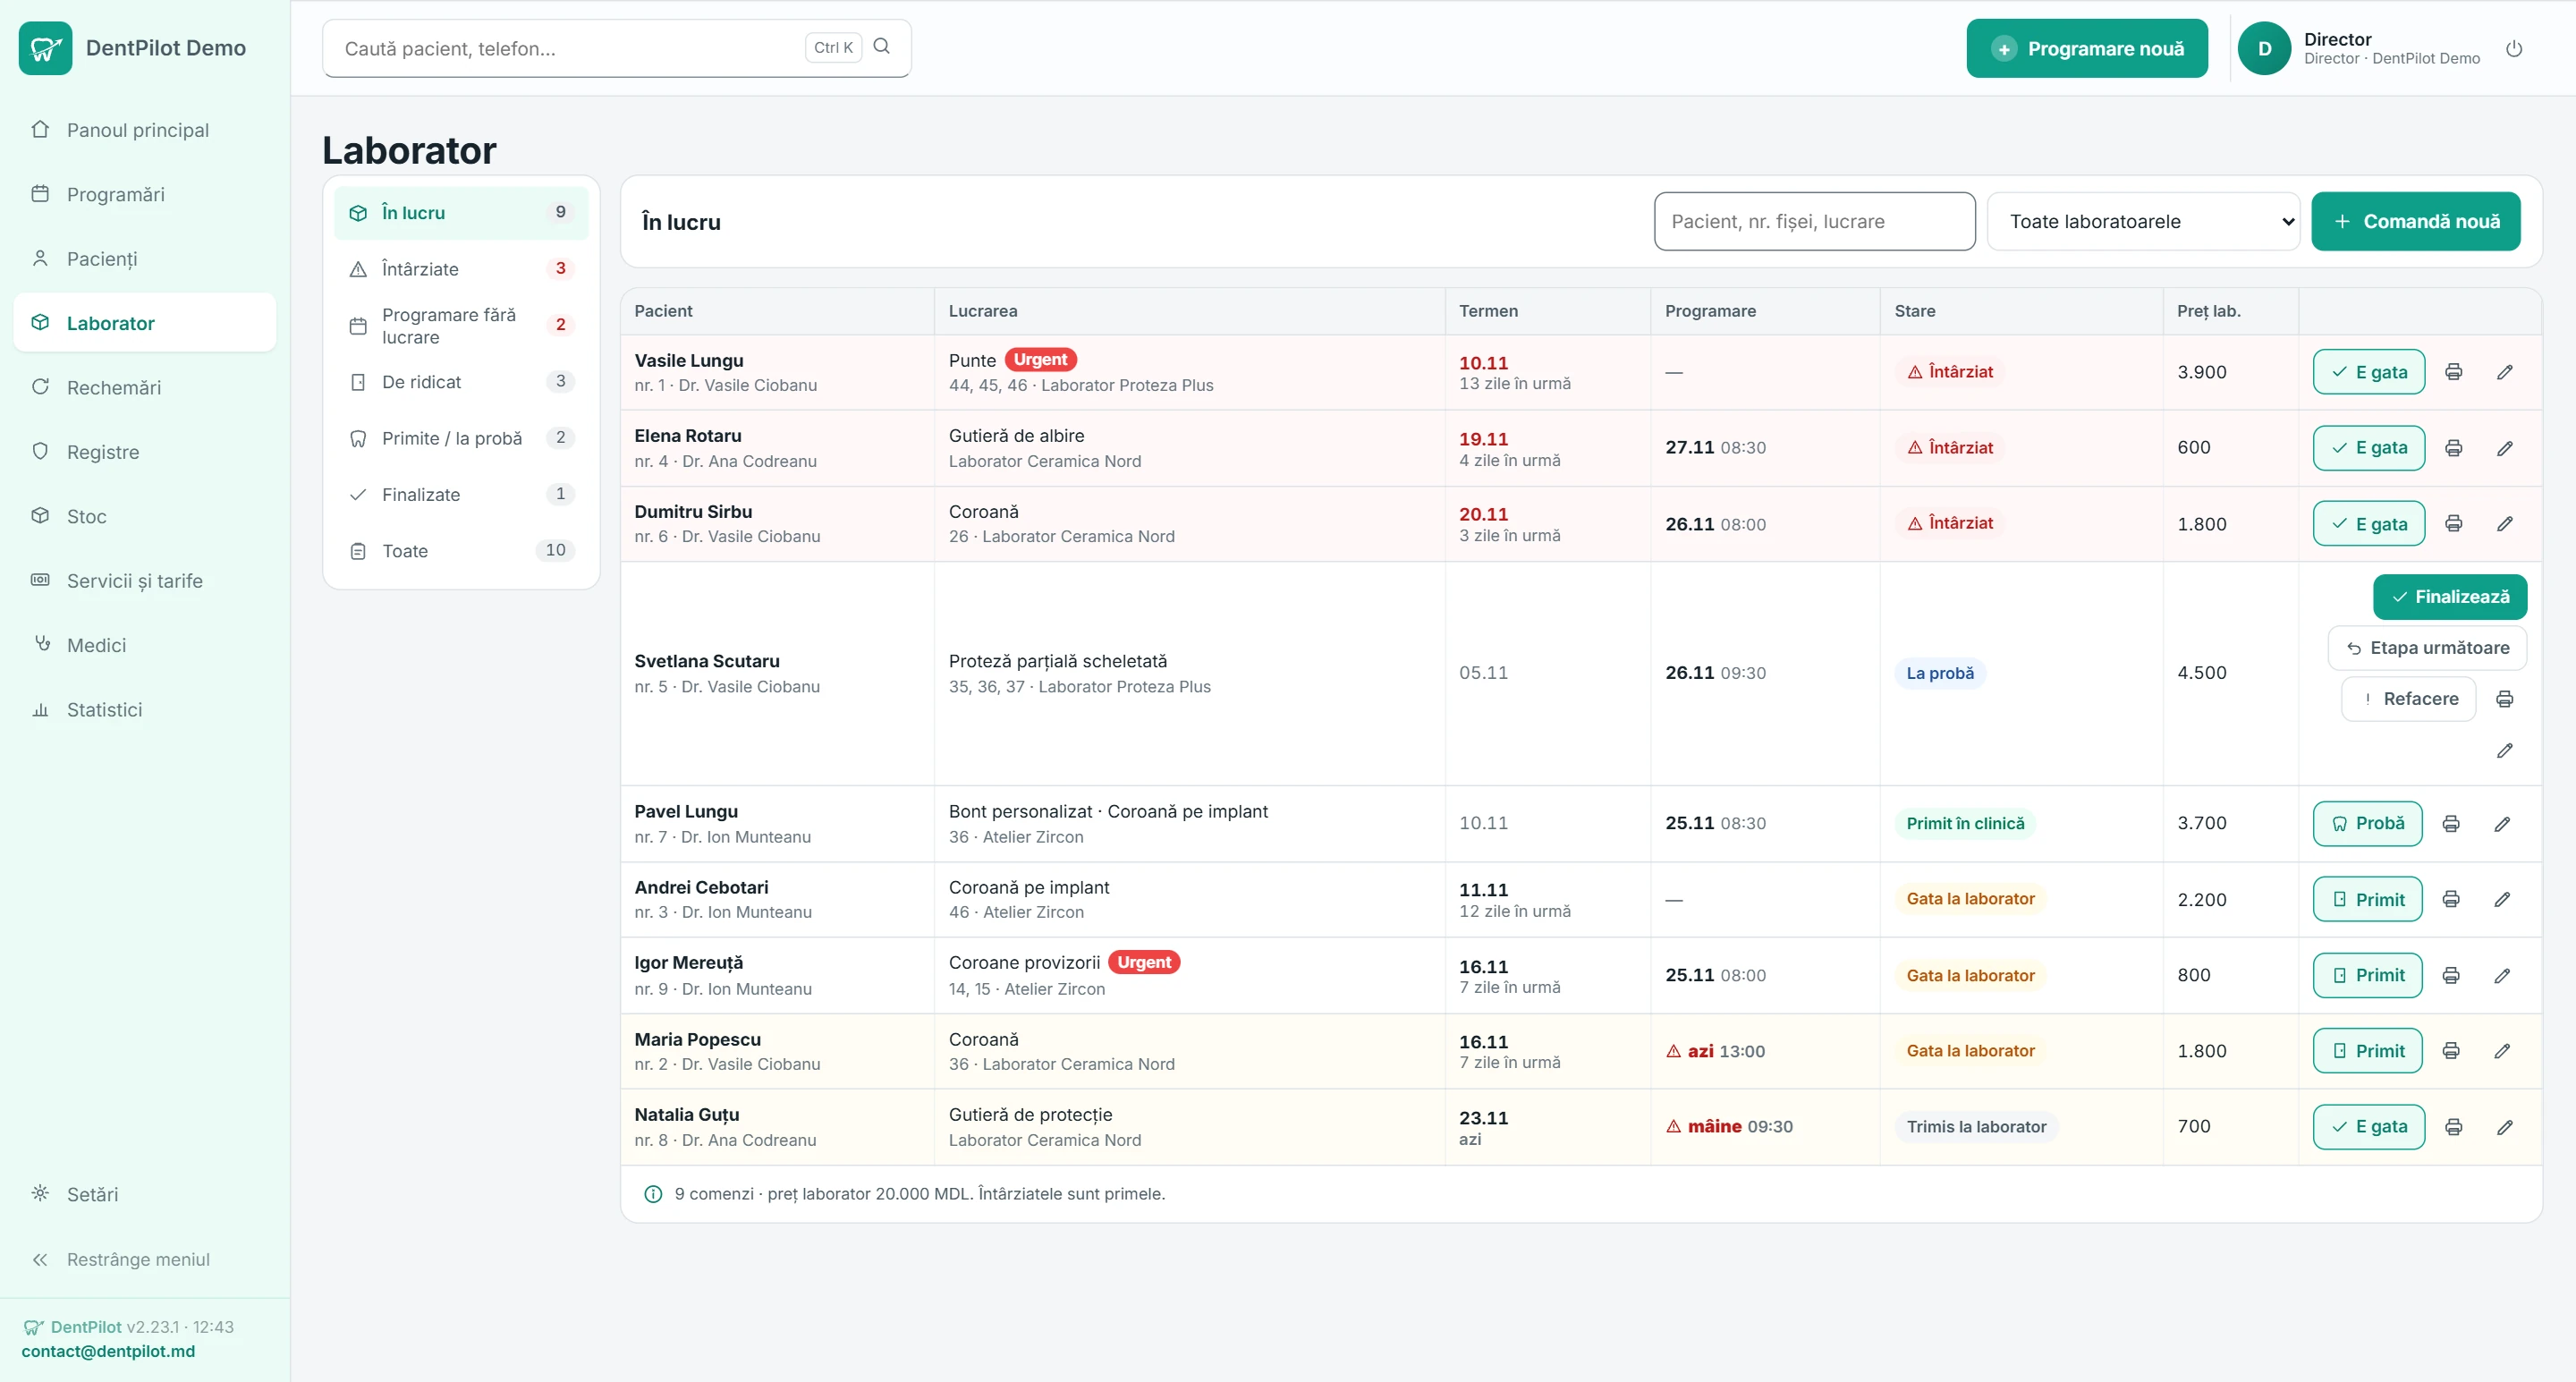 DentPilot Demo
Caută pacient, telefon...
Ctrl K
Programare nouă
D
Director
Director · DentPilot Demo
Panoul principal
Programări
Pacienți
Laborator
Rechemări
Registre
Stoc
Servicii și tarife
Medici
Statistici
Setări
Restrânge meniul
DentPilot v2.23.1 · 12:43
contact@dentpilot.md
Laborator
În lucru 9
Întârziate 3
Programare fără
lucrare 2
De ridicat 3
Primite / la probă 2
Finalizate 1
Toate 10
În lucru
Pacient, nr. fișei, lucrare
Toate laboratoarele
Comandă nouă
Pacient Lucrarea Termen Programare Stare Preț lab.
Vasile Lungu Punte Urgent 10.11 — Întârziat 3.900 E gata
nr. 1 · Dr. Vasile Ciobanu 44, 45, 46 · Laborator Proteza Plus 13 zile în urmă
Elena Rotaru Gutieră de albire 19.11 27.11 08:30 Întârziat 600 E gata
nr. 4 · Dr. Ana Codreanu Laborator Ceramica Nord 4 zile în urmă
Dumitru Sirbu Coroană 20.11 26.11 08:00 Întârziat 1.800 E gata
nr. 6 · Dr. Vasile Ciobanu 26 · Laborator Ceramica Nord 3 zile în urmă
Svetlana Scutaru Proteză parțială scheletată 05.11 26.11 09:30 La probă 4.500
nr. 5 · Dr. Vasile Ciobanu 35, 36, 37 · Laborator Proteza Plus
Finalizează
Etapa următoare
Refacere
Pavel Lungu Bont personalizat · Coroană pe implant 10.11 25.11 08:30 Primit în clinică 3.700 Probă
nr. 7 · Dr. Ion Munteanu 36 · Atelier Zircon
Andrei Cebotari Coroană pe implant 11.11 — Gata la laborator 2.200 Primit
nr. 3 · Dr. Ion Munteanu 46 · Atelier Zircon 12 zile în urmă
Igor Mereuță Coroane provizorii Urgent 16.11 25.11 08:00 Gata la laborator 800 Primit
nr. 9 · Dr. Ion Munteanu 14, 15 · Atelier Zircon 7 zile în urmă
Maria Popescu Coroană 16.11 azi 13:00 Gata la laborator 1.800 Primit
nr. 2 · Dr. Vasile Ciobanu 36 · Laborator Ceramica Nord 7 zile în urmă
Natalia Guțu Gutieră de protecție 23.11 mâine 09:30 Trimis la laborator 700 E gata
nr. 8 · Dr. Ana Codreanu Laborator Ceramica Nord azi
9 comenzi · preț laborator 20.000 MDL. Întârziatele sunt primele.